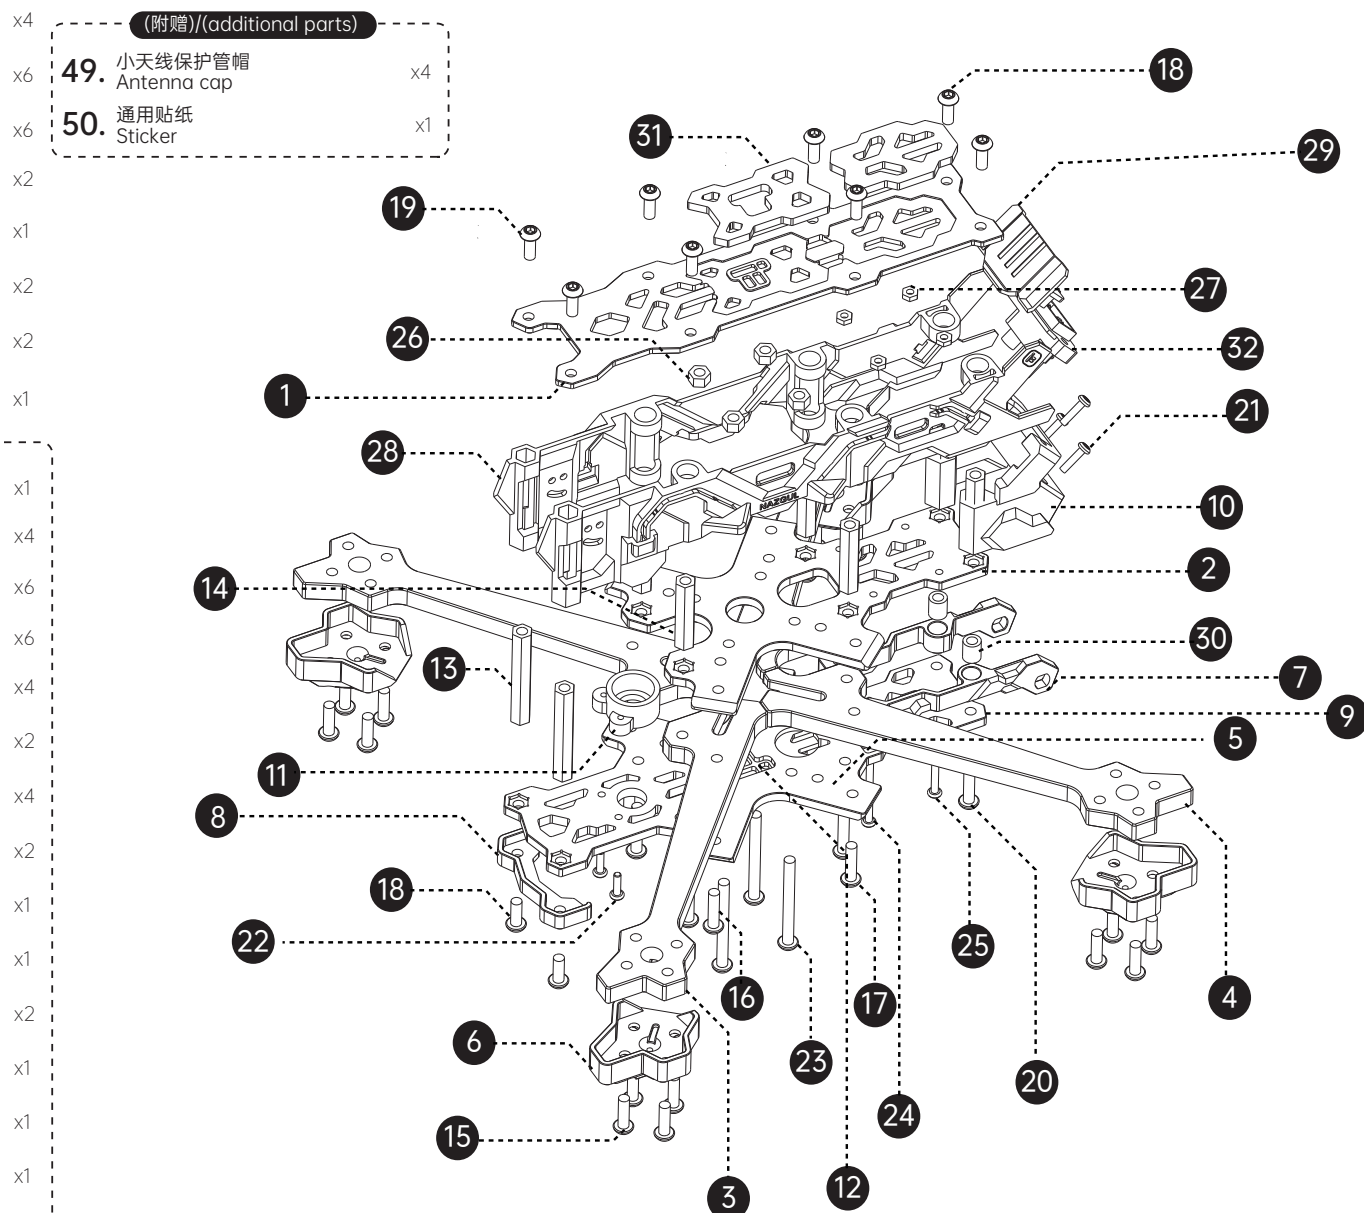 x4
x6
x6
x2
x1
x2
x2
x1
(附赠)/(additional parts)
49. 小天线保护管帽 x4
Antenna cap
50. 通用贴纸 x1
Sticker
x1
x4
x6
x6
x4
x2
x4
x2
x1
x1
x2
x1
x1
x1
18
31
29
19
27
26
32
1
21
28
10
NAZGUL
14
2
30
13
7
9
5
11
8
18
22
25
16
17
4
6
23
20
24
15
12
3